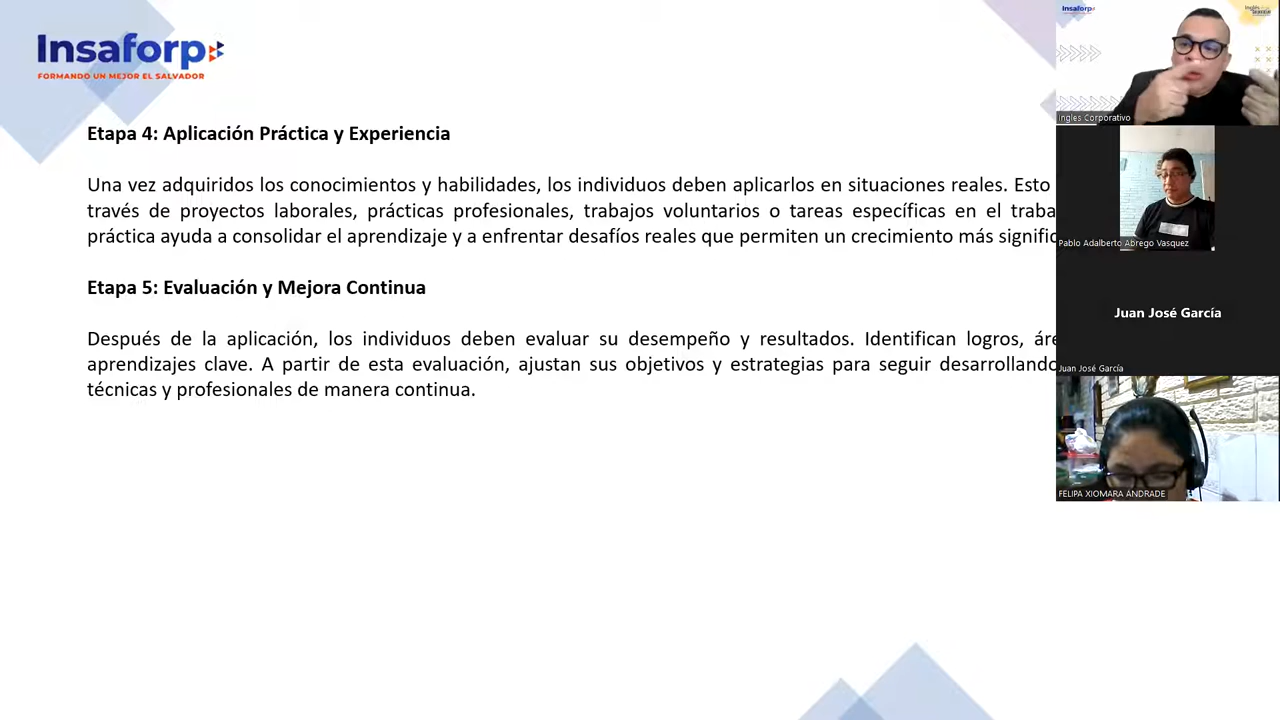 Insaforp
FORMANDO UN MEJOR EL SALVADOR
Etapa 4: Aplicación Práctica y Experiencia
Una vez adquiridos los conocimientos y habilidades, los individuos deben aplicarlos en situaciones reales. Esto
través de proyectos laborales, prácticas profesionales, trabajos voluntarios o tareas específicas en el
práctica ayuda a consolidar el aprendizaje y a enfrentar desafíos reales que permiten un crecimiento más
Etapa 5: Evaluación y Mejora Continua
Después de la aplicación, los individuos deben evaluar su desempeño y resultados. Identifican logros,
aprendizajes clave. A partir de esta evaluación, ajustan sus objetivos y estrategias para seguir desarrollando
técnicas y profesionales de manera continua.
Insaforp
Ingles Corporativo
Pablo Adalberto Abrego Vasquez
Juan José García
Juan José García
FELIPA XIOMARA ANDRADE